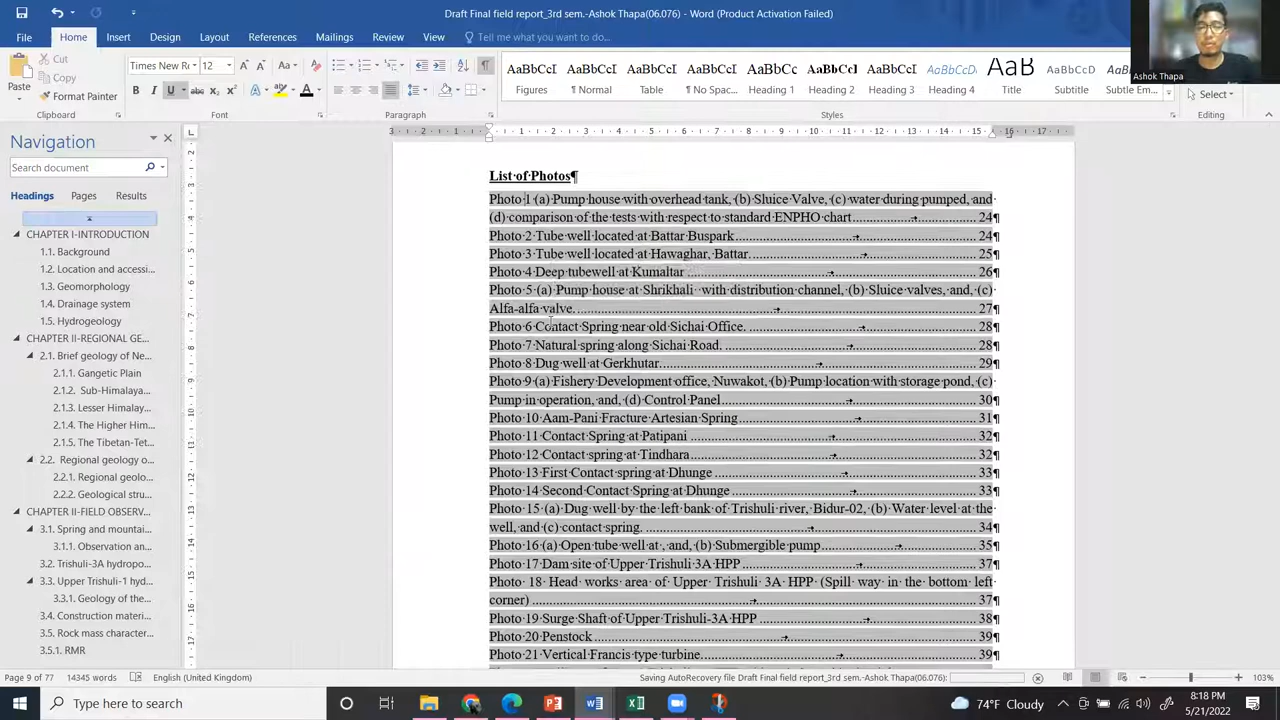 Draft Final field report_3rd sem.-Ashok Thapa(06.076) - Word (Product Activation Failed)
File Home Insert Design Layout References Mailings Review View Tell me what you want to do...
Cut
Copy
Paste
Format Painter
Times New Ro 12
AaBbCcI AaBbCcI AaBbCcI AaBbCcI AaBbCcI AaBbCcI AaBbCcI AaBbCcD AaB AaBbCcI AaBbCcI
Figures ¶ Normal Table ¶ No Spac... Heading 1 Heading 2 Heading 3 Heading 4 Title Subtitle Subtle Em...
Select
Clipboard Font Paragraph Styles Editing
Ashok Thapa
Navigation
Search document
Headings Pages Results
CHAPTER I-INTRODUCTION
1.1. Background
1.2. Location and accessi...
1.3. Geomorphology
1.4. Drainage system
1.5. Hydrogeology
CHAPTER II-REGIONAL GE...
2.1. Brief geology of Ne...
2.1.1. Gangetic Plain
2.1.2. Sub-Himalaya...
2.1.3. Lesser Himalay...
2.1.4. The Higher Him...
2.1.5. The Tibetan-Tet...
2.2. Regional geology o...
2.2.1. Regional geolo...
2.2.2. Geological stru...
CHAPTER II-FIELD OBSERV...
3.1. Spring and mountai...
3.1.1. Observation an...
3.2. Trishuli-3A hydropo...
3.3. Upper Trishuli-1 hyd...
3.3.1. Geology of the...
3.4. Construction materi...
3.5. Rock mass character...
3.5.1. RMR
List of Photos¶
Photo 1 (a) Pump house with overhead tank, (b) Sluice Valve, (c) water during pumped, and
(d) comparison of the tests with respect to standard ENPHO chart 24¶
Photo 2 Tube well located at Battar Buspark 24¶
Photo 3 Tube well located at Hawaghar, Battar. 25¶
Photo 4 Deep tubewell at Kumaltar 26¶
Photo 5 (a) Pump house at Shrikhali with distribution channel, (b) Sluice valves, and, (c)
Alfa-alfa valve. 27¶
Photo 6 Contact Spring near old Sichai Office. 28¶
Photo 7 Natural spring along Sichai Road. 28¶
Photo 8 Dug well at Gerkhutar 29¶
Photo 9 (a) Fishery Development office, Nuwakot, (b) Pump location with storage pond, (c)
Pump in operation, and, (d) Control Panel 30¶
Photo 10 Aam-Pani Fracture Artesian Spring 31¶
Photo 11 Contact Spring at Patipani 32¶
Photo 12 Contact spring at Tindhara 32¶
Photo 13 First Contact spring at Dhunge 33¶
Photo 14 Second Contact Spring at Dhunge 33¶
Photo 15 (a) Dug well by the left bank of Trishuli river, Bidur-02, (b) Water level at the
well, and (c) contact spring. 34¶
Photo 16 (a) Open tube well at , and, (b) Submergible pump 35¶
Photo 17 Dam site of Upper Trishuli 3A HPP 37¶
Photo 18 Head works area of Upper Trishuli 3A HPP (Spill way in the bottom left
corner) 37¶
Photo 19 Surge Shaft of Upper Trishuli-3A HPP 38¶
Photo 20 Penstock 39¶
Photo 21 Vertical Francis type turbine 39¶
Page 9 of 77 14345 words English (United Kingdom) Saving AutoRecovery file Draft Final field report_3rd sem.-Ashok Thapa(06.076): 103%
Type here to search
74°F Cloudy
8:18 PM
5/21/2022